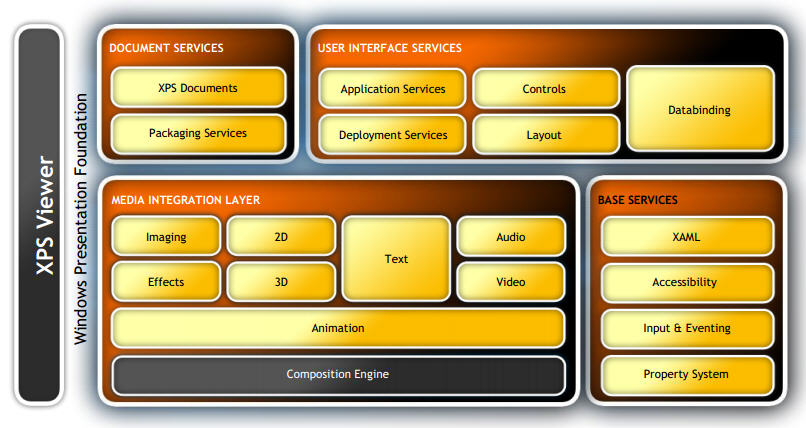 XPS Viewer
Windows Presentation Foundation
DOCUMENT SERVICES
XPS Documents
Packaging Services
USER INTERFACE SERVICES
Application Services
Controls
Databinding
Deployment Services
Layout
MEDIA INTEGRATION LAYER
Imaging
2D
Text
Audio
Effects
3D
Video
Animation
Composition Engine
BASE SERVICES
XAML
Accessibility
Input & Eventing
Property System